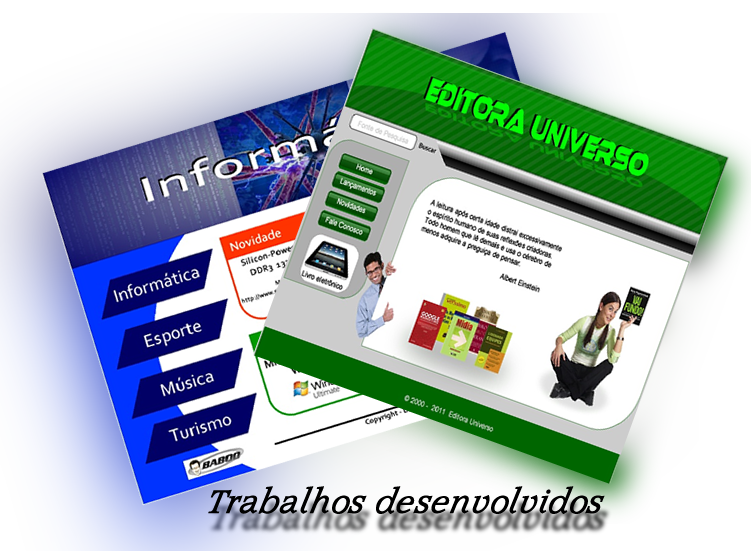 EDITORA UNIVERSO
Fonte de Pesquisa
Buscar
Home
Lançamentos
Novidades
Fale Conosco
Livro eletrônico
A leitura após certa idade distrai excessivamente
o espírito humano de suas reflexões criadoras.
Todo homem que lê demais e usa o cérebro de
menos adquire a preguiça de pensar.
Albert Einstein
GOOGLE
Mídia
VAI
FUNDO!
© 2000 - 2011 Editora Universo
Informá
Novidade
Silicon-Power
DDR3
Informática
Esporte
Música
Turismo
Ultimate
Copyright -
BABOO
Trabalhos desenvolvidos